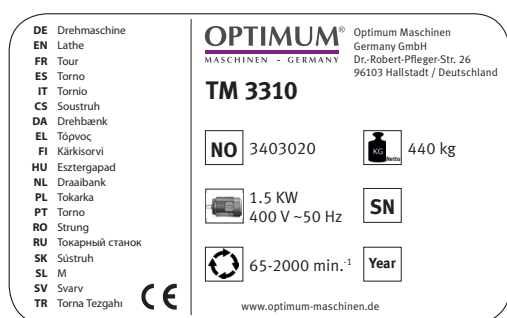 DE Drehmaschine
EN Lathe
FR Tour
ES Torno
IT Tornio
CS Soustruh
DA Drehbænk
EL Τόρνος
FI Kärkisorvi
HU Esztergapad
NL Draaibank
PL Tokarka
PT Torno
RO Strung
RU Токарный станок
SK Sústruh
SL M
SV Svarv
TR Torna Tezgahı
CE
OPTIMUM®
MASCHINEN - GERMANY
Optimum Maschinen
Germany GmbH
Dr.-Robert-Pfleger-Str. 26
96103 Hallstadt / Deutschland
TM 3310
NO 3403020
KG Netto 440 kg
1.5 KW
400 V ~50 Hz
SN
65-2000 min.-1
Year
www.optimum-maschinen.de